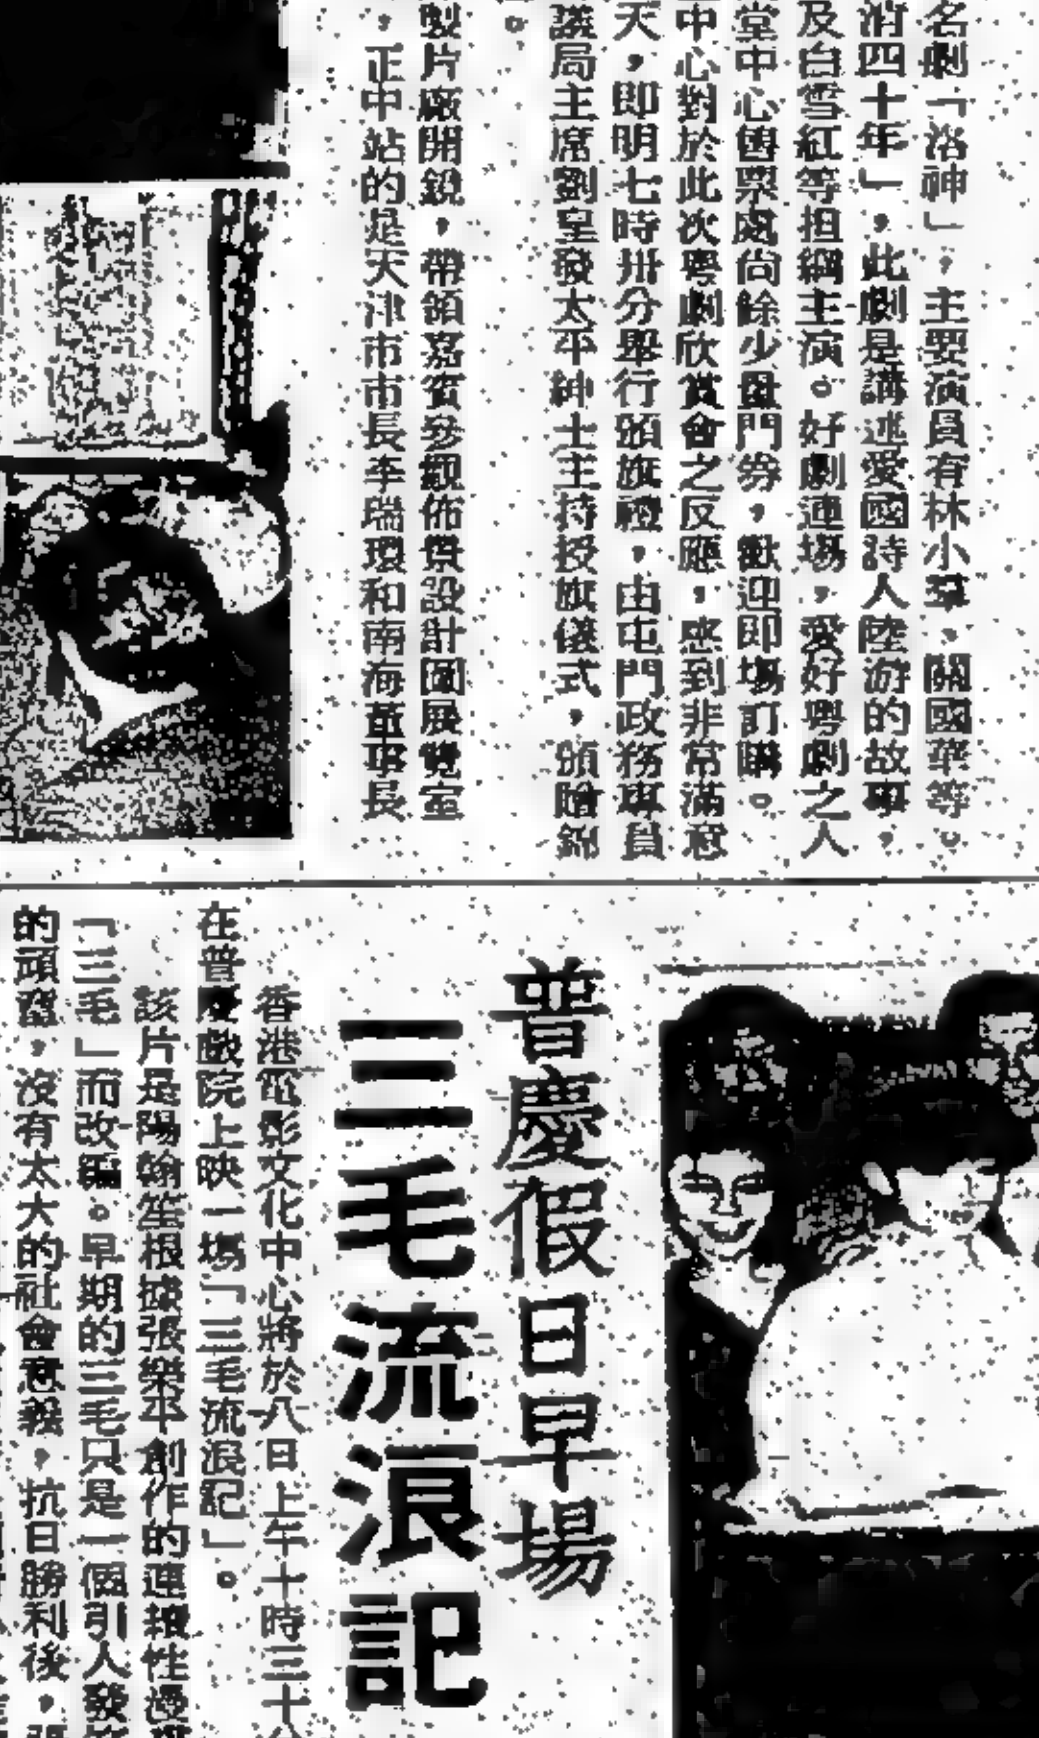 名劇「洛神」，主要演員有林小羣，關國華等。
消四十年」，此劇是講述愛國詩人陸游的故事，
及白雪紅等担綱主演。好劇連場，愛好粵劇之人
堂中心售票處尚餘少量門券，歡迎即場訂購。
中心對於此次粵劇欣賞會之反應，感到非常滿意
天，即明七時卅分舉行頒旗禮，由屯門政務專員
議局主席劉皇發太平紳士主持授旗儀式，頒贈錦
。
製片廠開鏡，帶領嘉賓參觀佈景設計圖展覽室
，正中站的是天津市市長李瑞環和南海董事長
普慶假日早場
三毛流浪記
香港電影文化中心將於八日上午十時三十分
在普慶戲院上映一場「三毛流浪記」。
該片是陽翰笙根據張樂平創作的連續性漫
「三毛」而改編。早期的三毛只是一個引人發
的頑童，沒有太大的社會意義，抗日勝利後，